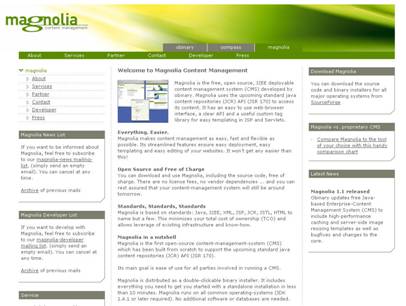 magnolia
content management
obinary
compass
magnolia
About
Services
Partner
Contact
Developer
Press
magnolia
About
Services
Partner
Contact
Developer
Press
Magnolia News List
If you want to be informed about
Magnolia, feel free to subscribe
to our magnolia-news mailing-
list, (simply send an empty
email). You can cancel at any
time.
Archive of previous mails
Magnolia Developer List
If you want to develop with
Magnolia, feel free to subscribe
to our magnolia-developer
mailing list, (simply send an
empty email). You can cancel at
any time.
Archive of previous mails
Service
Welcome to Magnolia Content Management
Magnolia is the free, open source, J2EE deployable
content management system (CMS) developed by
obinary. Magnolia uses the upcoming standard java
content repositories (JCR) API (JSR 170) to access
its content. It has an easy to use web-browser
interface, a clear API and a useful custom tag
library for easy templating in JSP and Servlets.
Everything. Easier.
Magnolia makes content management as easy, fast and flexible as
possible. Its streamlined features ensure easy deployment, easy
templating and easy editing of your websites. It won't get any easier than
this!
Open Source and Free of Charge
You can download and use Magnolia, including the source code, free of
charge. There are no license fees, no vendor dependencies ... and you can
rest assured that your content-management system will still be around
tomorrow.
Standards, Standards, Standards
Magnolia is based on standards: Java, J2EE, XML, JSP, JCR, JSTL, HTML to
name but a few. This minimizes your total cost of ownership (TCO) and
allows leverage of existing infrastructure and know-how.
Magnolia in a nutshell
Magnolia is the first open-source content-management-system (CMS)
which has been built from scratch to support the upcoming standard java
content repository (JCR) API (JSR 170).
Its main goal is ease of use for all parties involved in running a CMS.
Magnolia is distributed as a double-clickable binary installer. It includes
everything you need to get you started with a standalone installation in less
than 10 minutes. Magnolia runs on all common operating-systems (JDK
1.4.1 or later required). No additional software or databases are needed.
Download Magnolia
You can download the source
code and binary installers for all
major operating systems from
SourceForge
Magnolia vs. proprietary CMS
Compare Magnolia to the tool
of your choice with this handy
comparison chart
Latest News
Magnolia 1.1 released
Obinary updates free Java-
based Enterprise-Content
Management System (CMS) to
include high-performance
caching and server-side image
resizing templates as well as
bugfixes and changes to the
core.